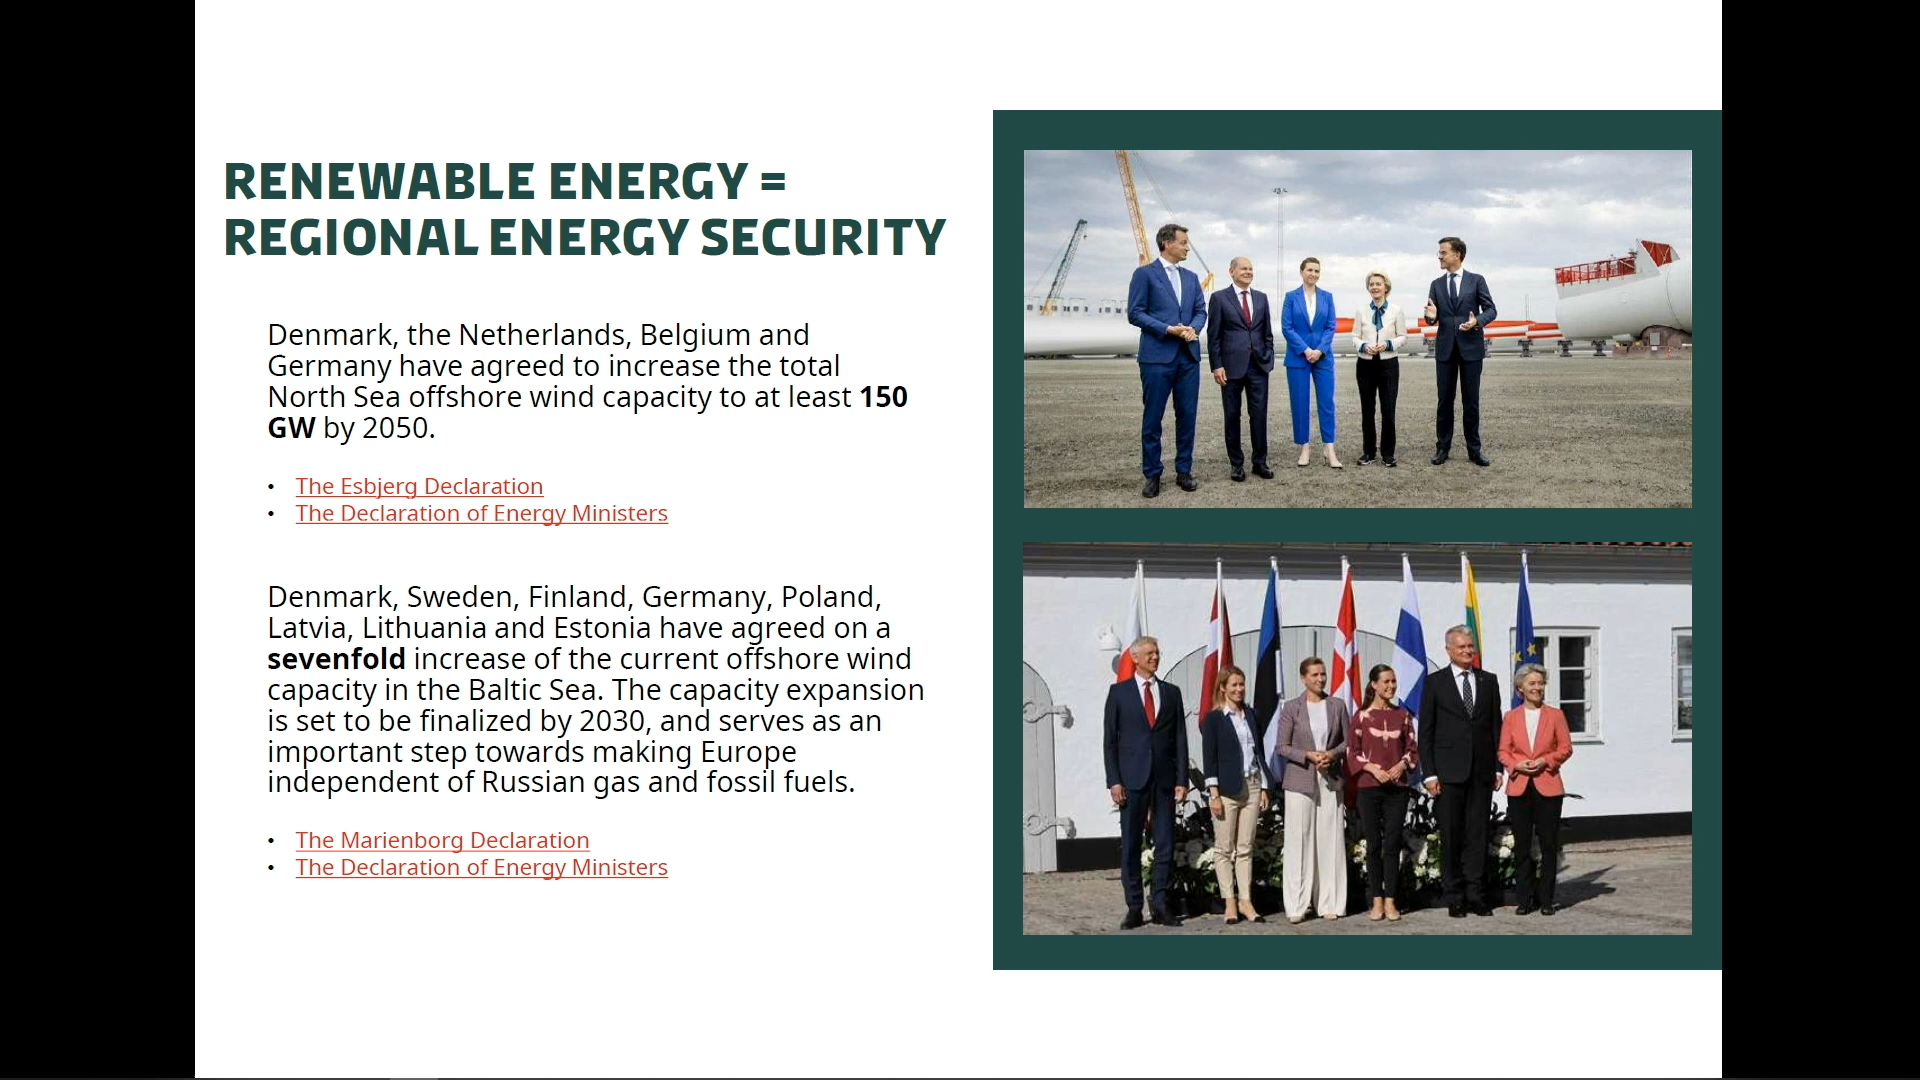 RENEWABLE ENERGY =
REGIONAL ENERGY SECURITY
Denmark, the Netherlands, Belgium and
Germany have agreed to increase the total
North Sea offshore wind capacity to at least 150
GW by 2050.
• The Esbjerg Declaration
• The Declaration of Energy Ministers
Denmark, Sweden, Finland, Germany, Poland,
Latvia, Lithuania and Estonia have agreed on a
sevenfold increase of the current offshore wind
capacity in the Baltic Sea. The capacity expansion
is set to be finalized by 2030, and serves as an
important step towards making Europe
independent of Russian gas and fossil fuels.
• The Marienborg Declaration
• The Declaration of Energy Ministers